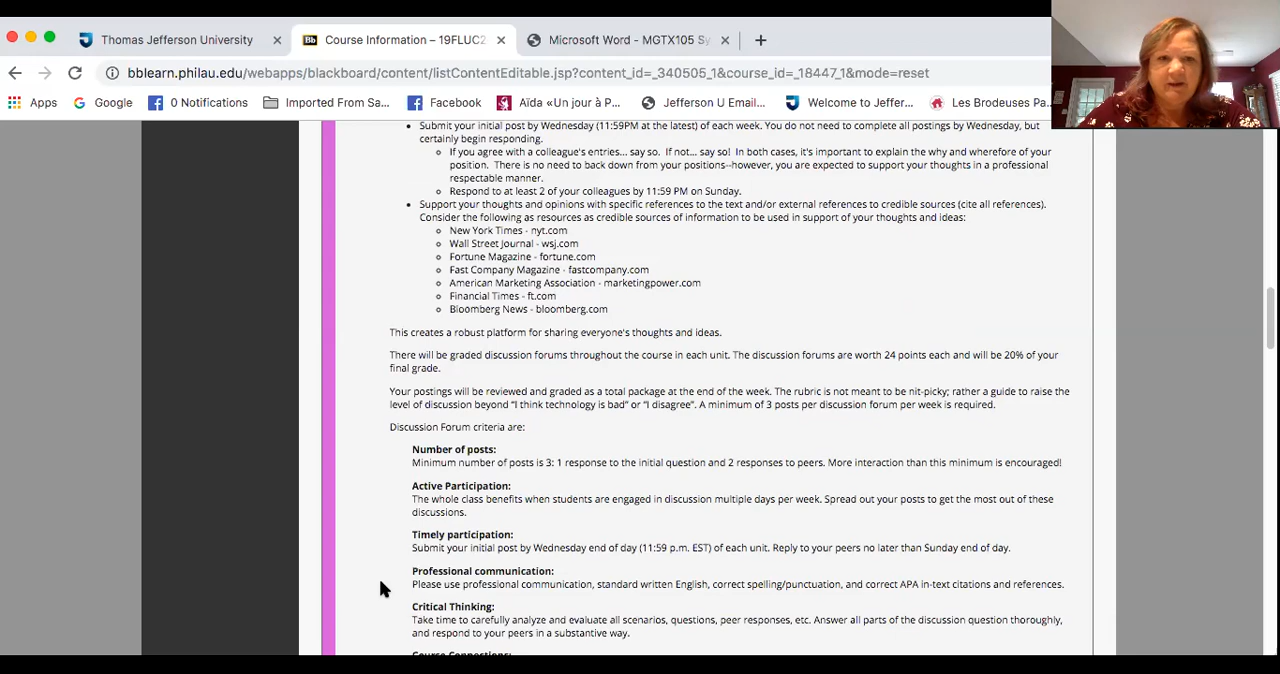 Thomas Jefferson University
Bb Course Information – 19FLUC2
Microsoft Word - MGTX105 Sy
bblearn.philau.edu/webapps/blackboard/content/listContentEditable.jsp?content_id=_340505_1&course_id=_18447_1&mode=reset
Apps Google 0 Notifications Imported From Sa... Facebook Aïda «Un jour à P... Jefferson U Email... Welcome to Jeffer... Les Brodeuses Pa...
Submit your initial post by Wednesday (11:59PM at the latest) of each week. You do not need to complete all postings by Wednesday, but
certainly begin responding.
If you agree with a colleague's entries... say so. If not... say so! In both cases, it's important to explain the why and wherefore of your
position. There is no need to back down from your positions--however, you are expected to support your thoughts in a professional
respectable manner.
Respond to at least 2 of your colleagues by 11:59 PM on Sunday.
Support your thoughts and opinions with specific references to the text and/or external references to credible sources (cite all references).
Consider the following as resources as credible sources of information to be used in support of your thoughts and ideas:
New York Times - nyt.com
Wall Street Journal - wsj.com
Fortune Magazine - fortune.com
Fast Company Magazine - fastcompany.com
American Marketing Association - marketingpower.com
Financial Times - ft.com
Bloomberg News - bloomberg.com
This creates a robust platform for sharing everyone's thoughts and ideas.
There will be graded discussion forums throughout the course in each unit. The discussion forums are worth 24 points each and will be 20% of your
final grade.
Your postings will be reviewed and graded as a total package at the end of the week. The rubric is not meant to be nit-picky; rather a guide to raise the
level of discussion beyond “I think technology is bad” or “I disagree”. A minimum of 3 posts per discussion forum per week is required.
Discussion Forum criteria are:
Number of posts:
Minimum number of posts is 3: 1 response to the initial question and 2 responses to peers. More interaction than this minimum is encouraged!
Active Participation:
The whole class benefits when students are engaged in discussion multiple days per week. Spread out your posts to get the most out of these
discussions.
Timely participation:
Submit your initial post by Wednesday end of day (11:59 p.m. EST) of each unit. Reply to your peers no later than Sunday end of day.
Professional communication:
Please use professional communication, standard written English, correct spelling/punctuation, and correct APA in-text citations and references.
Critical Thinking:
Take time to carefully analyze and evaluate all scenarios, questions, peer responses, etc. Answer all parts of the discussion question thoroughly,
and respond to your peers in a substantive way.
Course Connections: